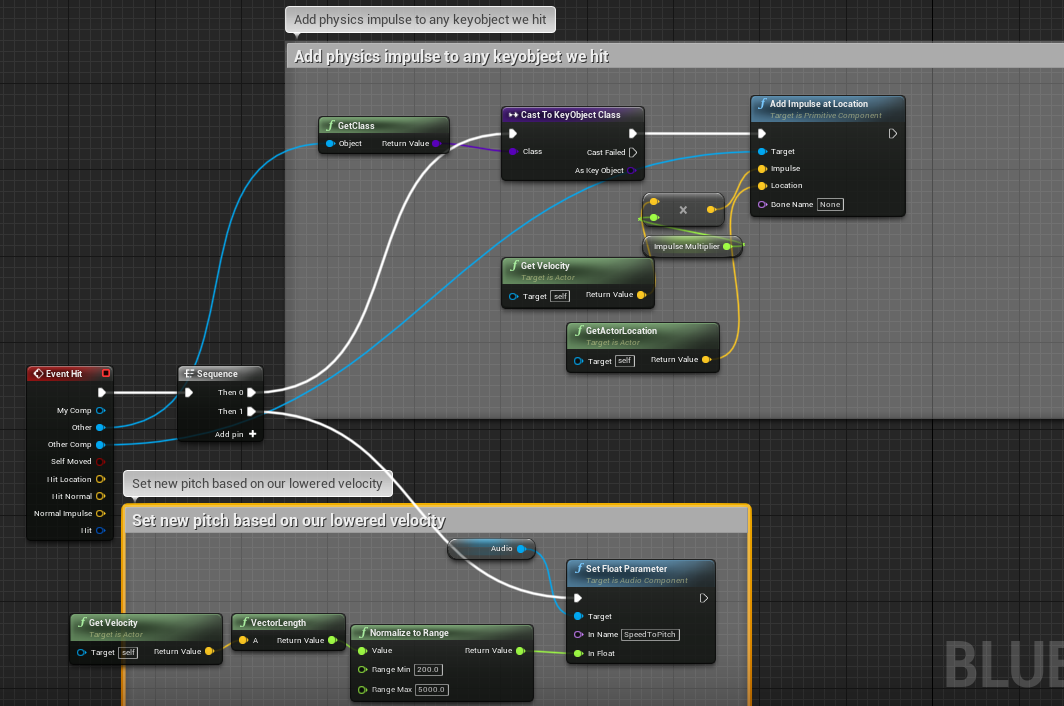 Add physics impulse to any keyobject we hit
Add physics impulse to any keyobject we hit
GetClass
Object Return Value
Cast To KeyObject Class
Class
Cast Failed
As Key Object
Add Impulse at Location
Target is Primitive Component
Target
Impulse
Location
Bone Name None
×
Impulse Multiplier
Get Velocity
Target is Actor
Target self Return Value
GetActorLocation
Target is Actor
Target self Return Value
Event Hit
My Comp
Other
Other Comp
Self Moved
Hit Location
Hit Normal
Normal Impulse
Hit
Sequence
Then 0
Then 1
Add pin +
Set new pitch based on our lowered velocity
Set new pitch based on our lowered velocity
Audio
Set Float Parameter
Target is Audio Component
Target
In Name SpeedToPitch
In Float
Get Velocity
Target is Actor
Target self Return Value
VectorLength
A Return Value
Normalize to Range
Value Return Value
Range Min 200.0
Range Max 5000.0